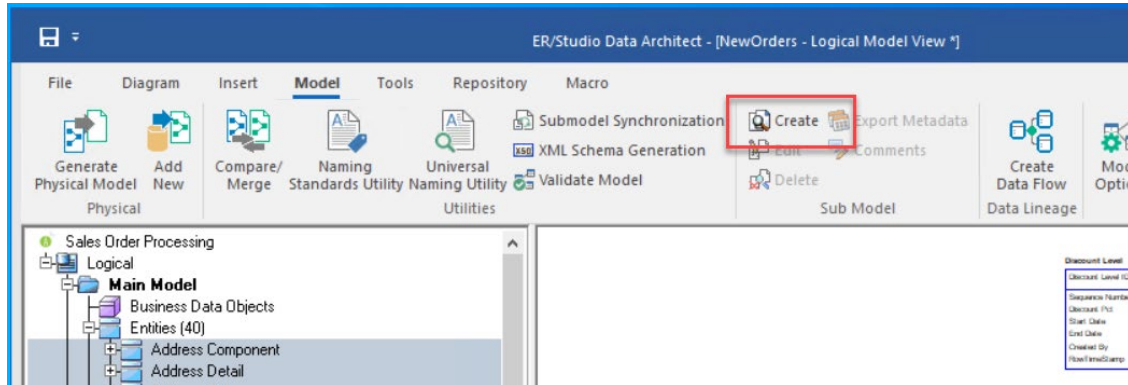 ER/Studio Data Architect - [NewOrders - Logical Model View *]
File Diagram Insert Model Tools Repository Macro
Generate Physical Model
Add New
Physical
Compare/ Merge
Naming Standards Utility
Universal Naming Utility
Submodel Synchronization
XML Schema Generation
Validate Model
Utilities
Create
Edit
Delete
Export Metadata
Comments
Sub Model
Create Data Flow
Data Lineage
Sales Order Processing
Logical
Main Model
Business Data Objects
Entities (40)
Address Component
Address Detail
Discount Level
Discount Level ID
Discount Pct
Start Date
End Date
Created By
RowTimeStamp